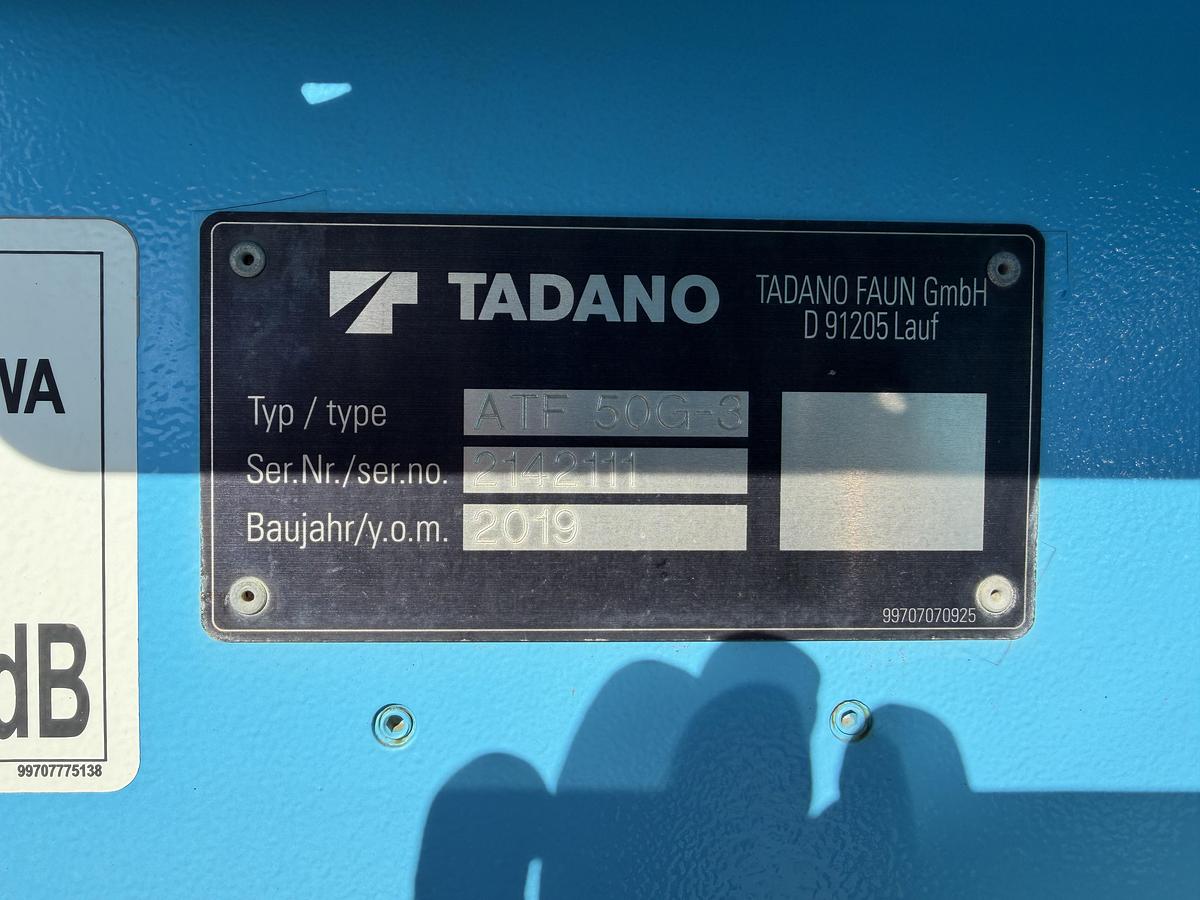 TADANO
TADANO FAUN GmbH
D 91205 Lauf
Typ / type ATF 50G-3
Ser.Nr./ser.no. 2142111
Baujahr/y.o.m. 2019
99707070925
WA
dB
99707775138